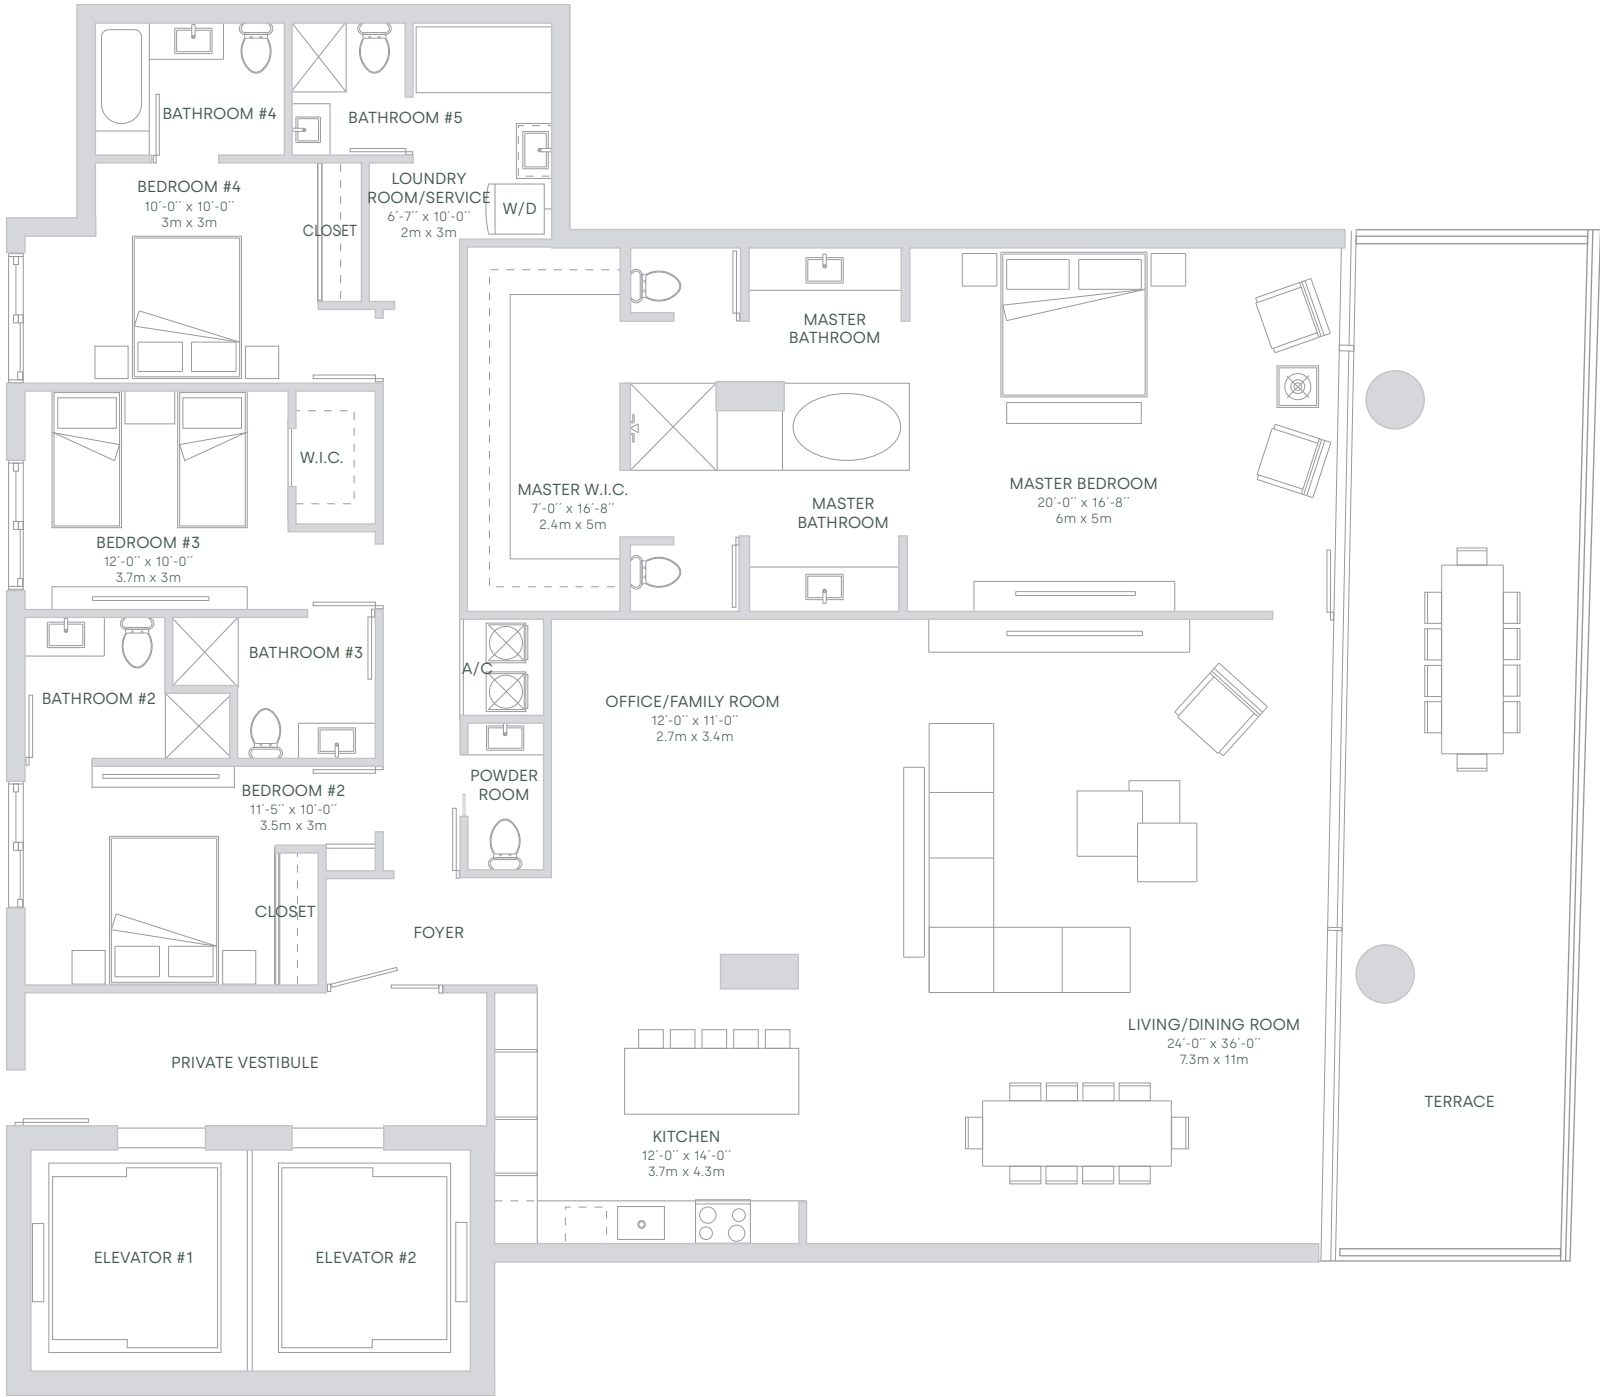 BATHROOM #4
BATHROOM #5
BEDROOM #4
10´-0´´ x 10´-0´´
3m x 3m
CLOSET
LOUNDRY
ROOM/SERVICE
6´-7´´ x 10´-0´´
2m x 3m
W/D
MASTER
BATHROOM
W.I.C.
MASTER W.I.C.
7´-0´´ x 16´-8´´
2.4m x 5m
MASTER
BATHROOM
MASTER BEDROOM
20´-0´´ x 16´-8´´
6m x 5m
BEDROOM #3
12´-0´´ x 10´-0´´
3.7m x 3m
BATHROOM #3
BATHROOM #2
A/C
OFFICE/FAMILY ROOM
12´-0´´ x 11´-0´´
2.7m x 3.4m
POWDER
ROOM
BEDROOM #2
11´-5´´ x 10´-0´´
3.5m x 3m
CLOSET
FOYER
LIVING/DINING ROOM
24´-0´´ x 36´-0´´
7.3m x 11m
PRIVATE VESTIBULE
TERRACE
KITCHEN
12´-0´´ x 14´-0´´
3.7m x 4.3m
ELEVATOR #1
ELEVATOR #2